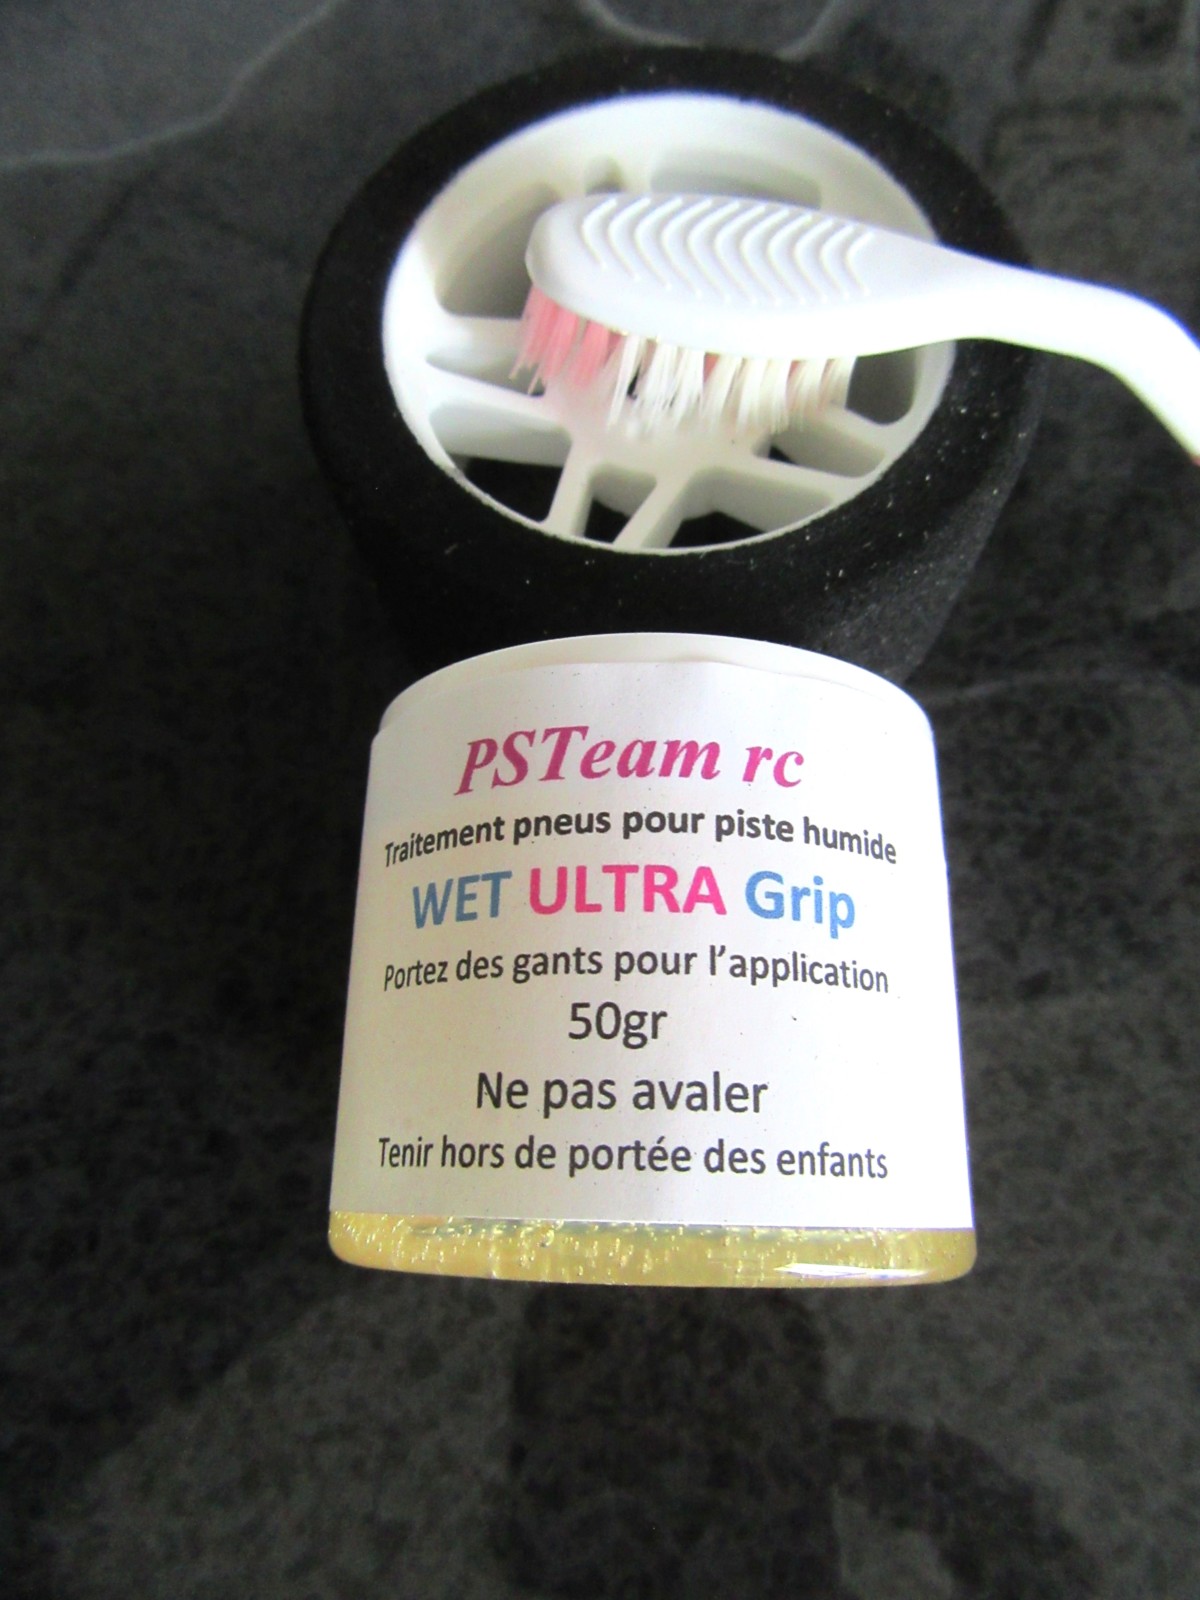 PSTeam rc
Traitement pneus pour piste humide
WET ULTRA Grip
Portez des gants pour l'application
50gr
Ne pas avaler
Tenir hors de portée des enfants